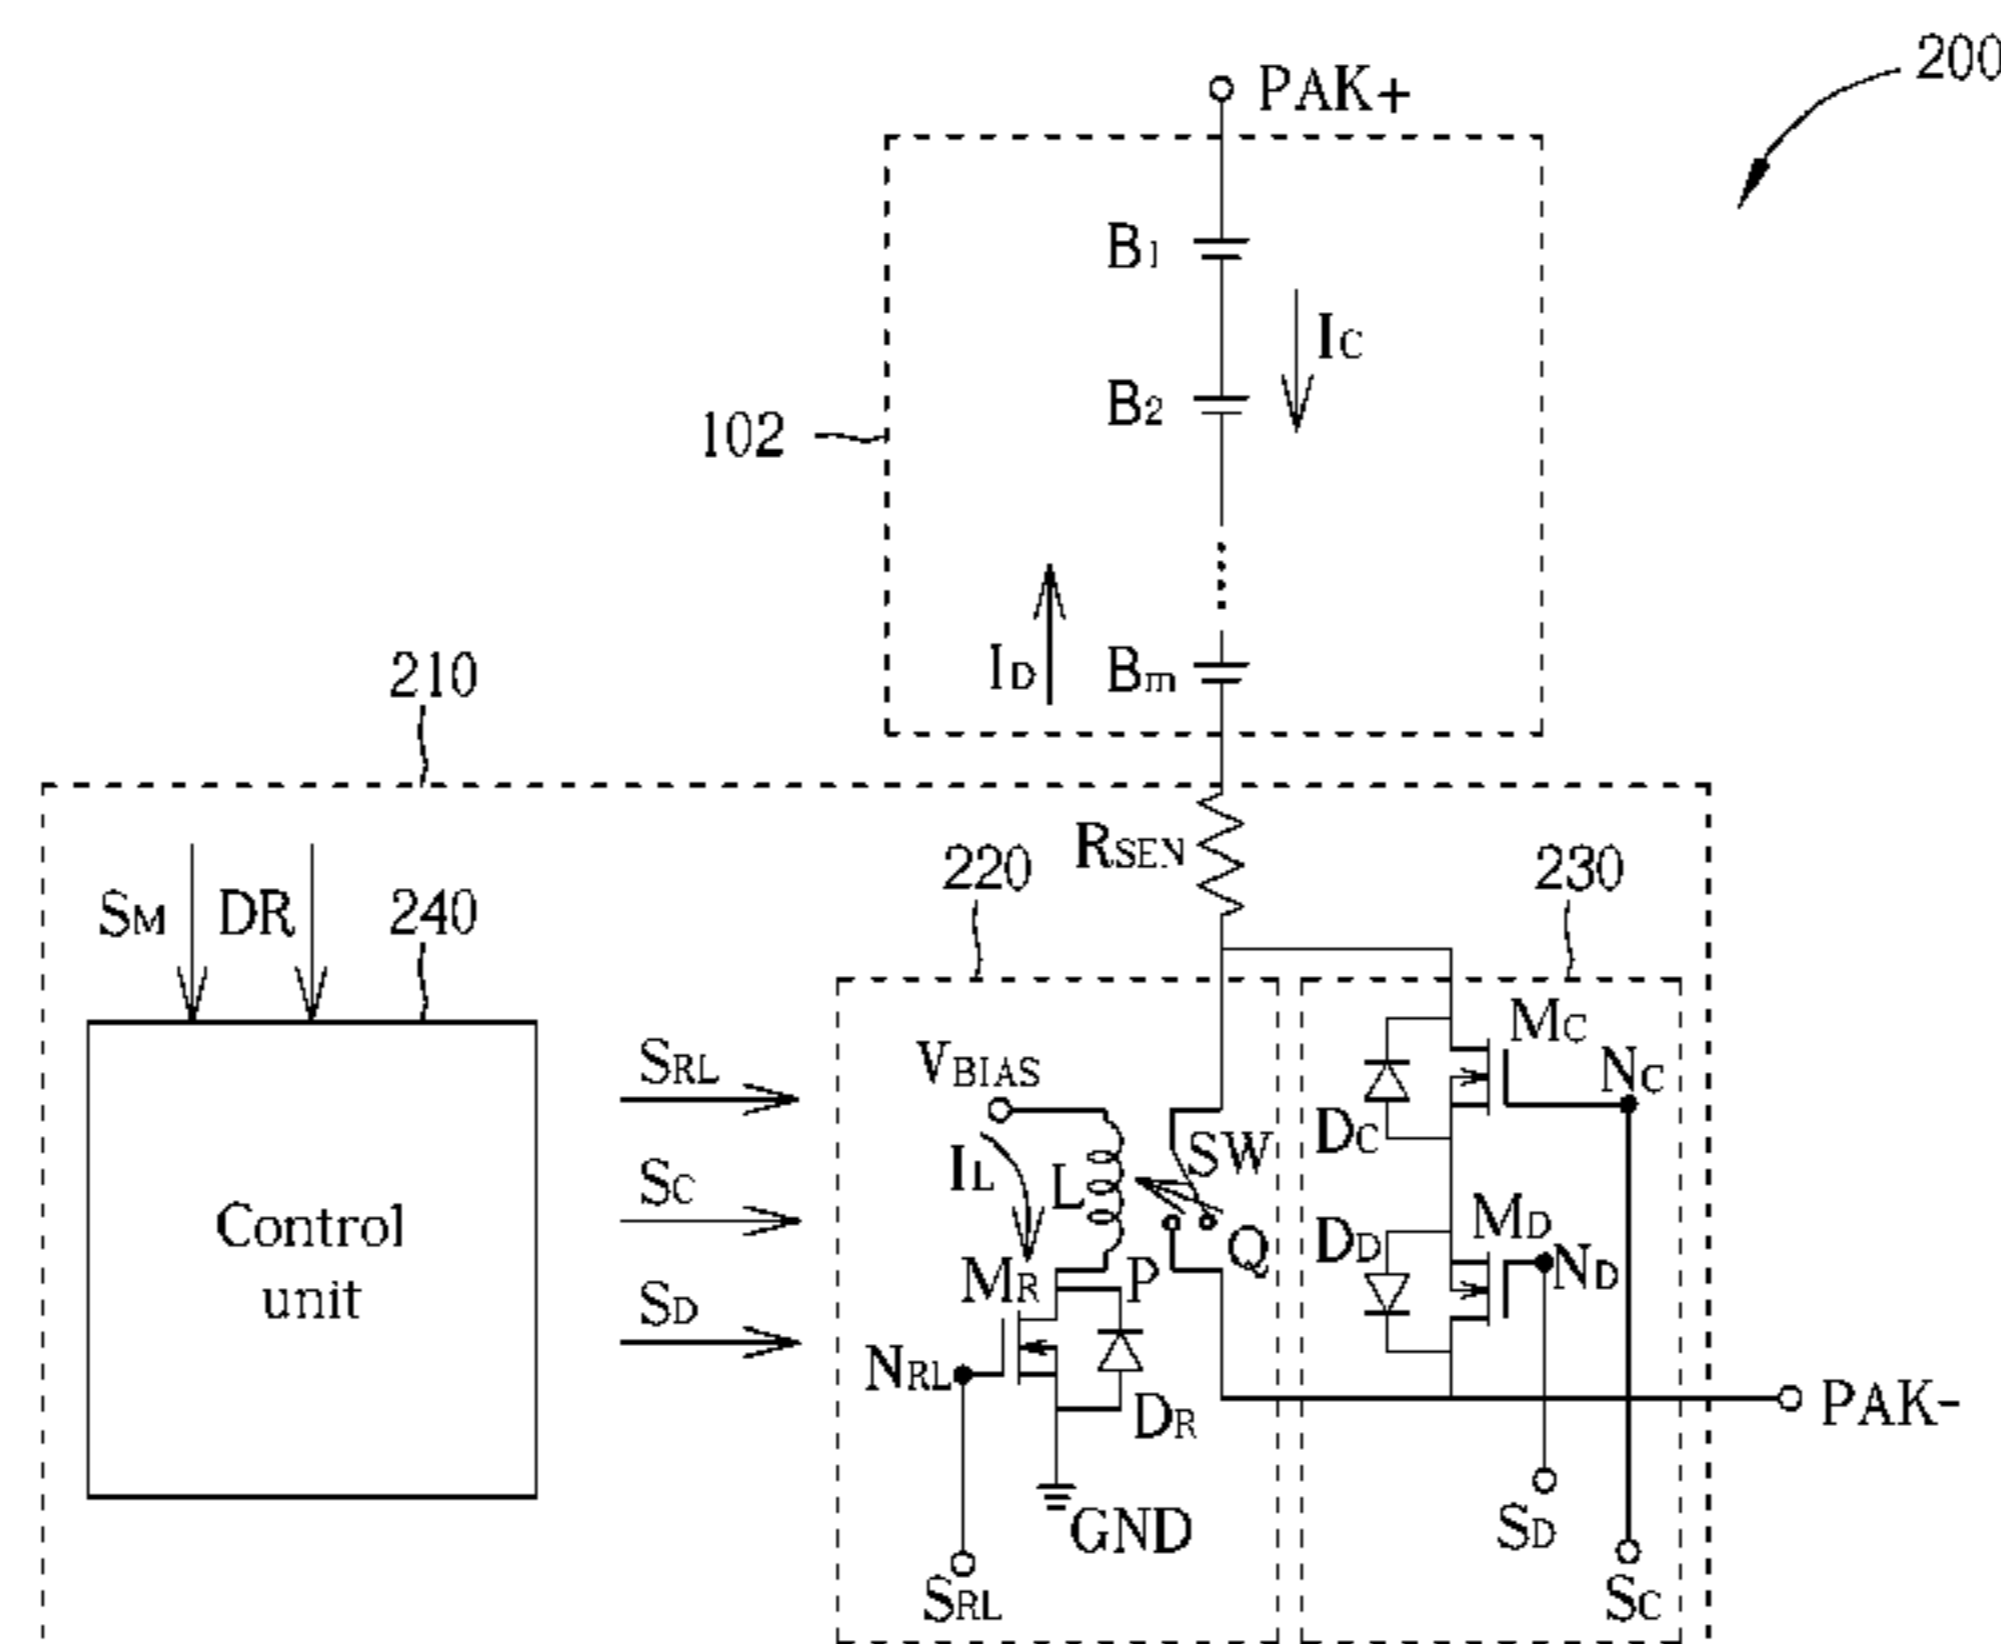 200
PAK+
B1
IC
B2
102
ID
Bm
210
RSEN
220
230
SM
DR
240
MC
NC
VBIAS
SRL
DC
SW
IL
L
SC
Control
unit
MD
DD
ND
Q
MR
P
SD
NRL
DR
PAK-
GND
SD
SRL
SC